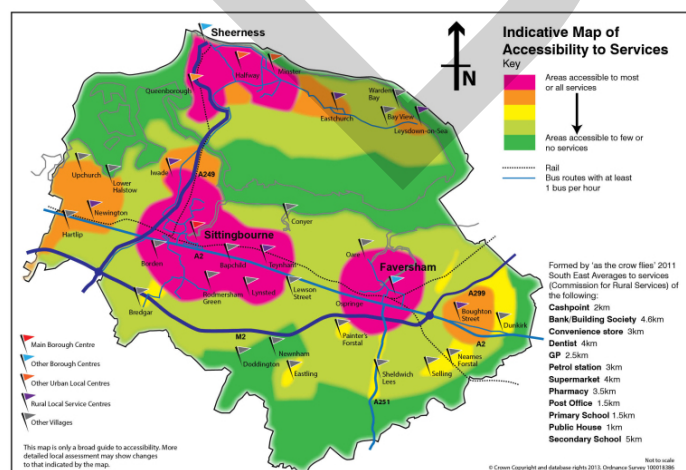 Indicative Map of
Accessibility to Services
Key
Areas accessible to most
or all services
Areas accessible to few or
no services
Rail
Bus routes with at least
1 bus per hour
N
Sheerness
Halfway
Minster
Queenborough
Warden
Bay
Eastchurch
Bay View
Leysdown-on-Sea
Iwade
A249
Upchurch
Lower
Halstow
Newington
Hartlip
Sittingbourne
Conyer
A2
Borden
Bapchild
Teynham
Rodmersham
Green
Lynsted
Lawson
Street
Oare
Faversham
Ospringe
A299
Boughton
Street
Dunkirk
A2
Bredgar
M2
Painter's
Forstal
Newnham
Doddington
Eastling
Sheldwich
Lees
Selling
Neames
Forstal
A251
Formed by 'as the crow flies' 2011
South East Averages to services
(Commission for Rural Services) of
the following:
Cashpoint 2km
Bank/Building Society 4.6km
Convenience store 3km
Dentist 4km
GP 2.5km
Petrol station 3km
Supermarket 4km
Pharmacy 3.5km
Post Office 1.5km
Primary School 1.5km
Public House 1km
Secondary School 5km
Main Borough Centre
Other Borough Centres
Other Urban Local Centres
Rural Local Service Centres
Other Villages
This map is only a broad guide to accessibility. More
detailed local assessment may show changes
to that indicated by the map.
Not to scale
© Crown Copyright and database rights 2013. Ordnance Survey 100018386